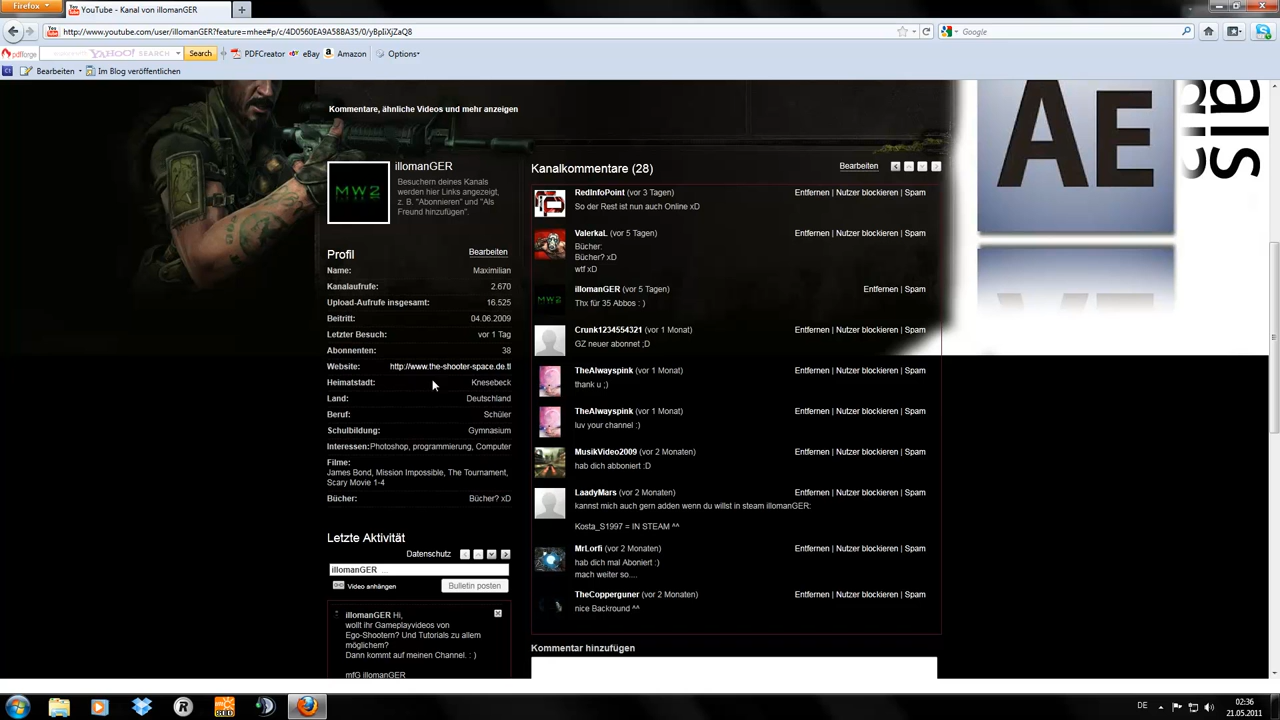 Firefox
YouTube - Kanal von illomanGER
http://www.youtube.com/user/illomanGER?feature=mhee#p/c/4D0560EA9A58BA35/0/yBpIiXjZaQ8
Google
pdfforge
YAHOO! SEARCH
Search
PDFCreator
eBay
Amazon
Options
Bearbeiten
Im Blog veröffentlichen
Kommentare, ähnliche Videos und mehr anzeigen
AE
als
MW2
illomanGER
Besuchern deines Kanals
werden hier Links angezeigt,
z. B. "Abonnieren" und "Als
Freund hinzufügen".
Profil
Bearbeiten
Name: Maximilian
Kanalaufrufe: 2.670
Upload-Aufrufe insgesamt: 16.525
Beitritt: 04.06.2009
Letzter Besuch: vor 1 Tag
Abonnenten: 38
Website: http://www.the-shooter-space.de.tl
Heimatstadt: Knesebeck
Land: Deutschland
Beruf: Schüler
Schulbildung: Gymnasium
Interessen: Photoshop, programmierung, Computer
Filme:
James Bond, Mission Impossible, The Tournament,
Scary Movie 1-4
Bücher: Bücher? xD
Letzte Aktivität
Datenschutz
illomanGER ...
Video anhängen
Bulletin posten
illomanGER Hi,
wollt ihr Gameplayvideos von
Ego-Shootern? Und Tutorials zu allem
möglichem?
Dann kommt auf meinen Channel. : )
mfG illomanGER
Kanalkommentare (28)
Bearbeiten
RedInfoPoint (vor 3 Tagen) Entfernen | Nutzer blockieren | Spam
So der Rest ist nun auch Online xD
ValerkaL (vor 5 Tagen) Entfernen | Nutzer blockieren | Spam
Bücher:
Bücher? xD
wtf xD
MW2
illomanGER (vor 5 Tagen) Entfernen | Spam
Thx für 35 Abbos : )
Crunk1234554321 (vor 1 Monat) Entfernen | Nutzer blockieren | Spam
GZ neuer abonnet ;D
TheAlwayspink (vor 1 Monat) Entfernen | Nutzer blockieren | Spam
thank u ;)
TheAlwayspink (vor 1 Monat) Entfernen | Nutzer blockieren | Spam
luv your channel :)
MusikVideo2009 (vor 2 Monaten) Entfernen | Nutzer blockieren | Spam
hab dich abboniert :D
LaadyMars (vor 2 Monaten) Entfernen | Nutzer blockieren | Spam
kannst mich auch gern adden wenn du willst in steam illomanGER:
Kosta_S1997 = IN STEAM ^^
MrLorfi (vor 2 Monaten) Entfernen | Nutzer blockieren | Spam
hab dich mal Aboniert :)
mach weiter so....
TheCopperguner (vor 2 Monaten) Entfernen | Nutzer blockieren | Spam
nice Backround ^^
Kommentar hinzufügen
DE
02:36
21.05.2011